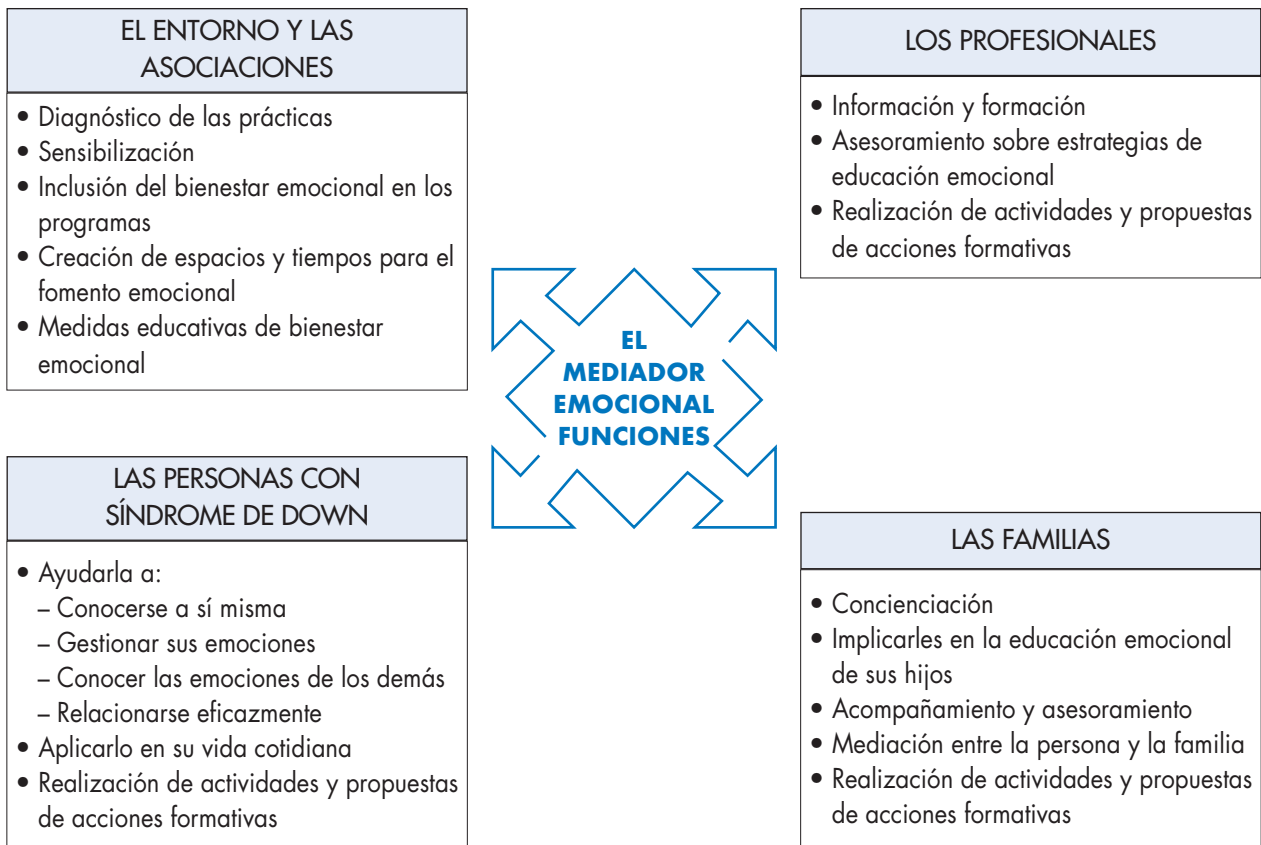 EL ENTORNO Y LAS
ASOCIACIONES
• Diagnóstico de las prácticas
• Sensibilización
• Inclusión del bienestar emocional en los
programas
• Creación de espacios y tiempos para el
fomento emocional
• Medidas educativas de bienestar
emocional
LOS PROFESIONALES
• Información y formación
• Asesoramiento sobre estrategias de
educación emocional
• Realización de actividades y propuestas
de acciones formativas
EL
MEDIADOR
EMOCIONAL
FUNCIONES
LAS PERSONAS CON
SÍNDROME DE DOWN
• Ayudarla a:
– Conocerse a sí misma
– Gestionar sus emociones
– Conocer las emociones de los demás
– Relacionarse eficazmente
• Aplicarlo en su vida cotidiana
• Realización de actividades y propuestas
de acciones formativas
LAS FAMILIAS
• Concienciación
• Implicarles en la educación emocional
de sus hijos
• Acompañamiento y asesoramiento
• Mediación entre la persona y la familia
• Realización de actividades y propuestas
de acciones formativas